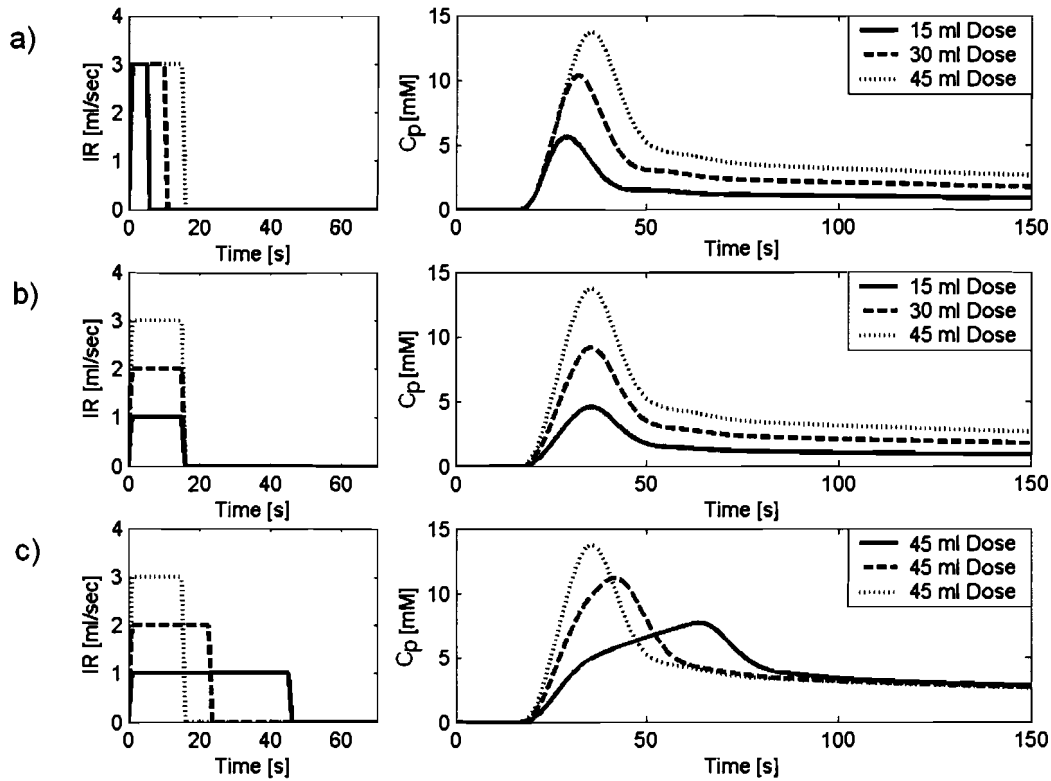 a)
IR [ml/sec]
4
3
2
1
0
0 20 40 60
Time [s]
Cp [mM]
15
10
5
0
0 50 100 150
Time [s]
15 ml Dose
30 ml Dose
45 ml Dose
b)
IR [ml/sec]
4
3
2
1
0
0 20 40 60
Time [s]
Cp [mM]
15
10
5
0
0 50 100 150
Time [s]
15 ml Dose
30 ml Dose
45 ml Dose
c)
IR [ml/sec]
4
3
2
1
0
0 20 40 60
Time [s]
Cp [mM]
15
10
5
0
0 50 100 150
Time [s]
45 ml Dose
45 ml Dose
45 ml Dose